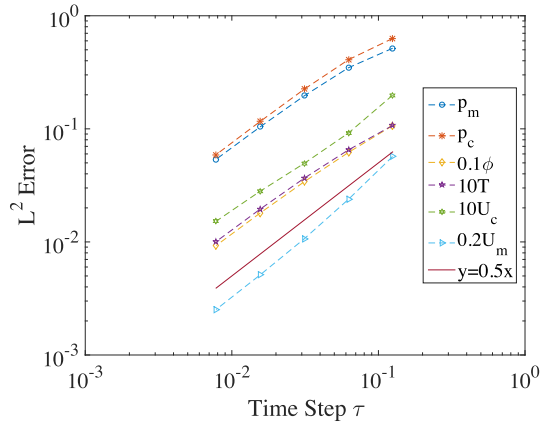 10^0
10^-1
10^-2
10^-3
L^2 Error
10^-3
10^-2
10^-1
10^0
Time Step τ
p_m
p_c
0.1ϕ
10T
10U_c
0.2U_m
y=0.5x